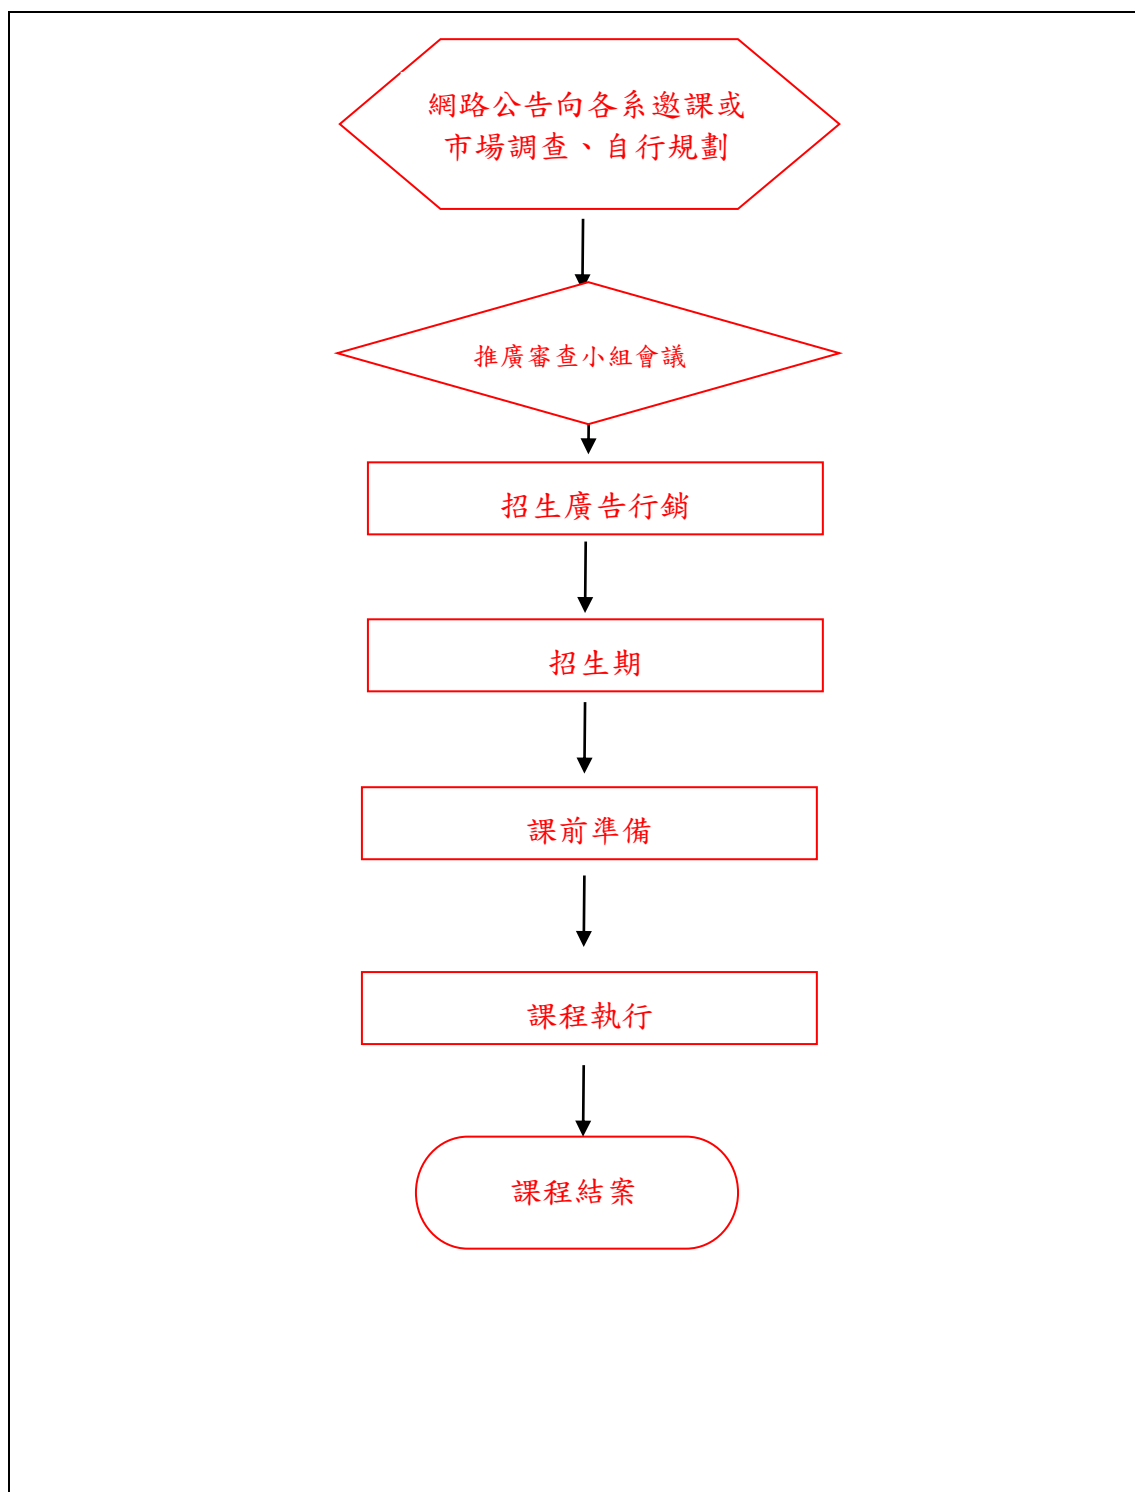 網路公告向各系邀課或
市場調查、自行規劃
推廣審查小組會議
招生廣告行銷
招生期
課前準備
課程執行
課程結案